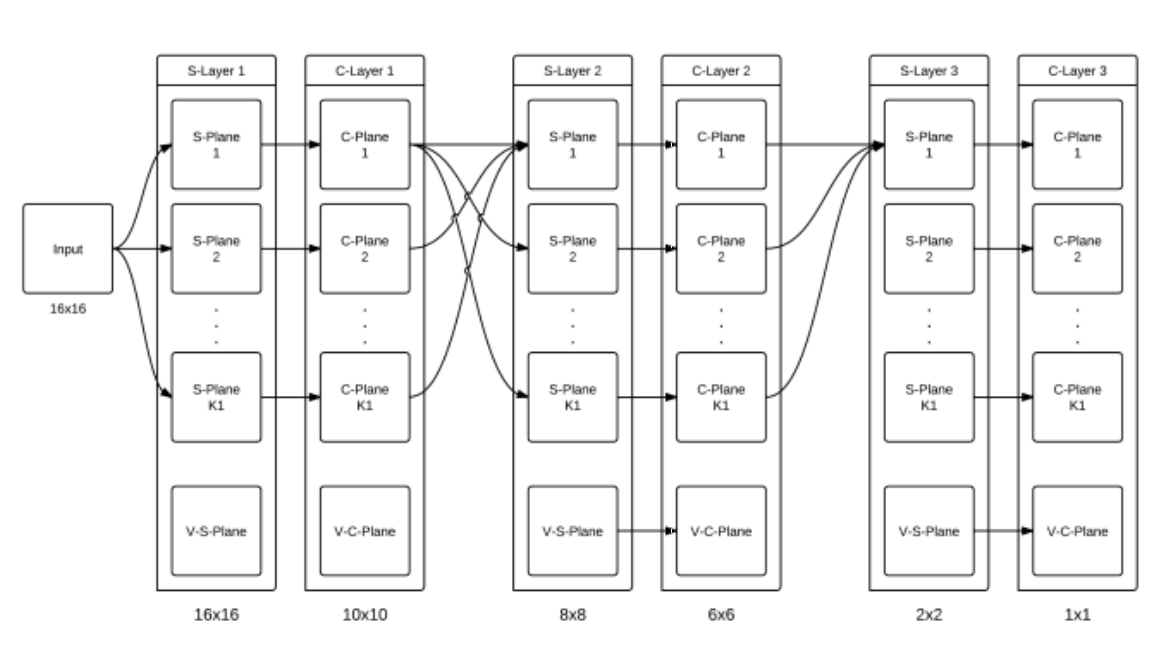 S-Layer 1
C-Layer 1
S-Layer 2
C-Layer 2
S-Layer 3
C-Layer 3
S-Plane
1
C-Plane
1
S-Plane
1
C-Plane
1
S-Plane
1
C-Plane
1
Input
16x16
S-Plane
2
C-Plane
2
S-Plane
2
C-Plane
2
S-Plane
2
C-Plane
2
S-Plane
K1
C-Plane
K1
S-Plane
K1
C-Plane
K1
S-Plane
K1
C-Plane
K1
V-S-Plane
V-C-Plane
V-S-Plane
V-C-Plane
V-S-Plane
V-C-Plane
16x16
10x10
8x8
6x6
2x2
1x1